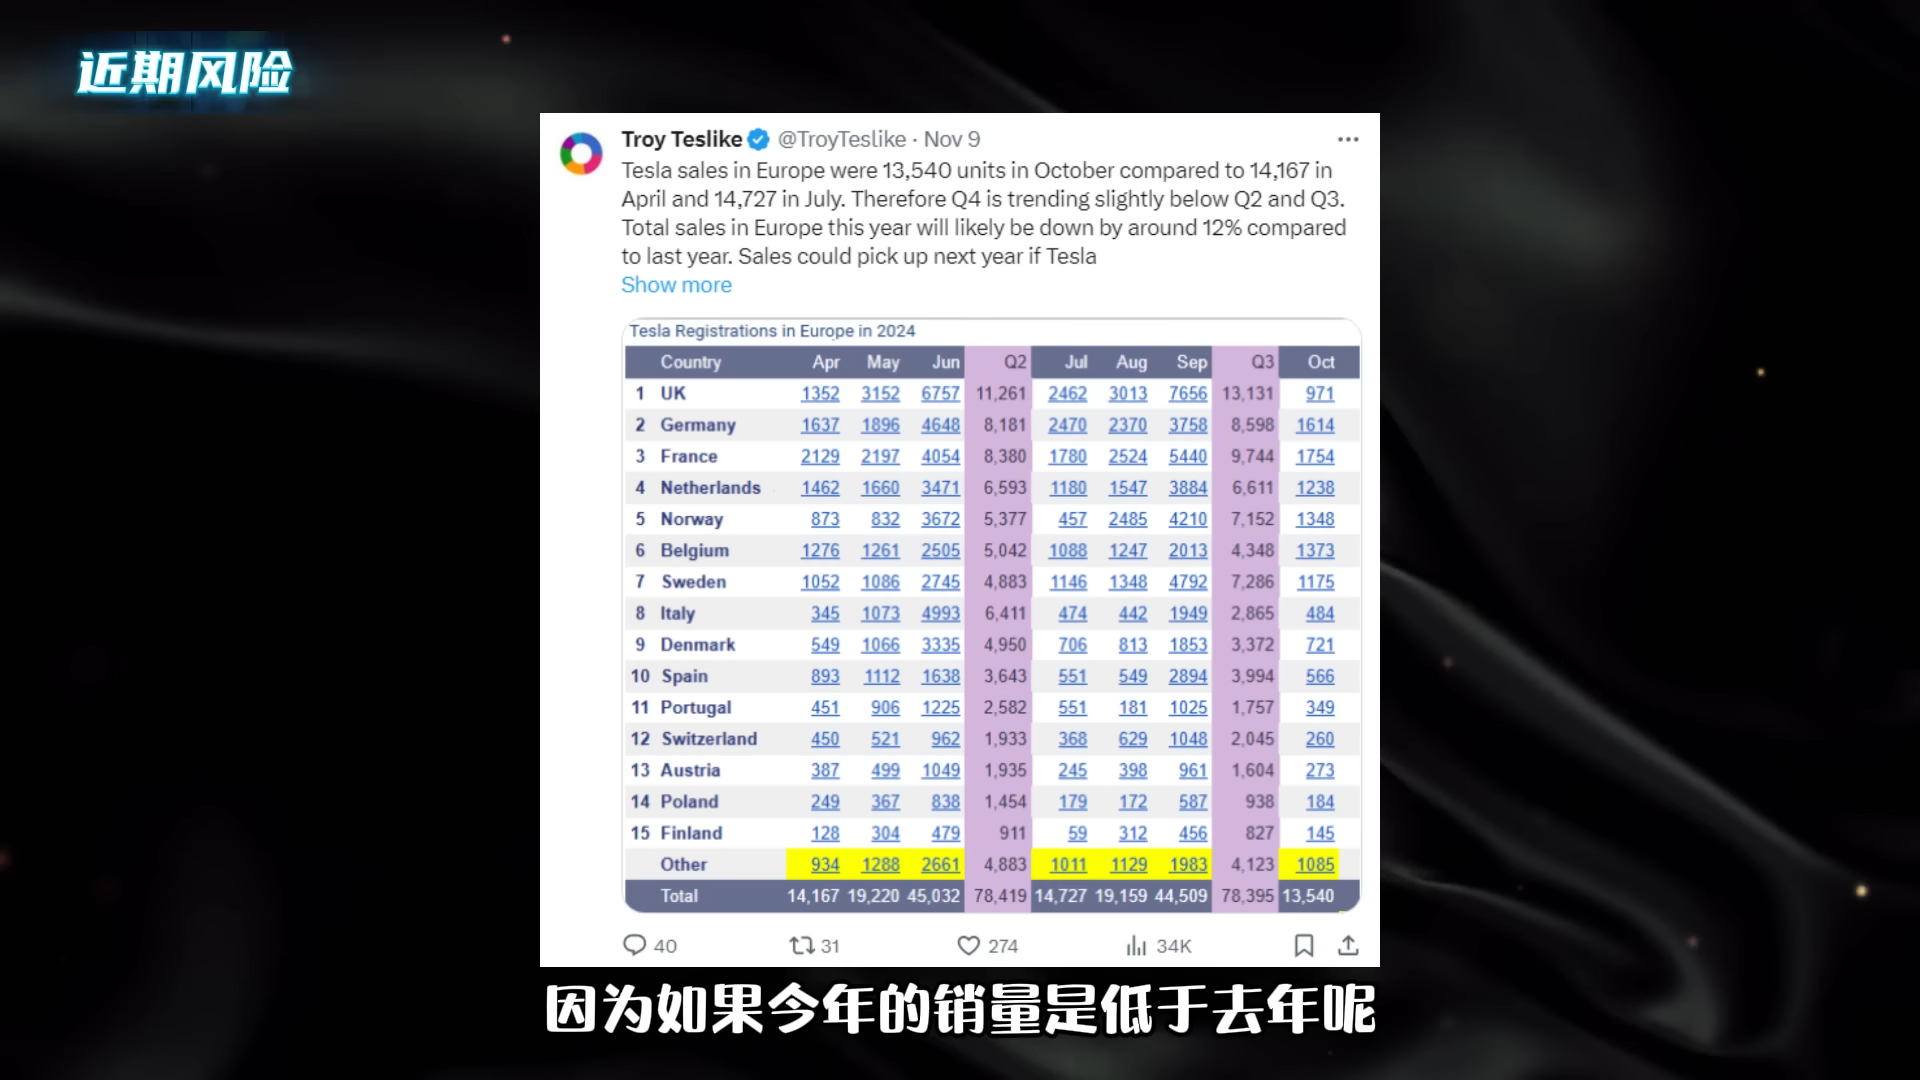 近期风险
Troy Teslike @TroyTeslike · Nov 9
Tesla sales in Europe were 13,540 units in October compared to 14,167 in
April and 14,727 in July. Therefore Q4 is trending slightly below Q2 and Q3.
Total sales in Europe this year will likely be down by around 12% compared
to last year. Sales could pick up next year if Tesla
Show more
Tesla Registrations in Europe in 2024
Country Apr May Jun Q2 Jul Aug Sep Q3 Oct
1 UK 1352 3152 6757 11,261 2462 3013 7656 13,131 971
2 Germany 1637 1896 4648 8,181 2470 2370 3758 8,598 1614
3 France 2129 2197 4054 8,380 1780 2524 5440 9,744 1754
4 Netherlands 1462 1660 3471 6,593 1180 1547 3884 6,611 1238
5 Norway 873 832 3672 5,377 457 2485 4210 7,152 1348
6 Belgium 1276 1261 2505 5,042 1088 1247 2013 4,348 1373
7 Sweden 1052 1086 2745 4,883 1146 1348 4792 7,286 1175
8 Italy 345 1073 4993 6,411 474 442 1949 2,865 484
9 Denmark 549 1066 3335 4,950 706 813 1853 3,372 721
10 Spain 893 1112 1638 3,643 551 549 2894 3,994 566
11 Portugal 451 906 1225 2,582 551 181 1025 1,757 349
12 Switzerland 450 521 962 1,933 368 629 1048 2,045 260
13 Austria 387 499 1049 1,935 245 398 961 1,604 273
14 Poland 249 367 838 1,454 179 172 587 938 184
15 Finland 128 304 479 911 59 312 456 827 145
Other 934 1288 2661 4,883 1011 1129 1983 4,123 1085
Total 14,167 19,220 45,032 78,419 14,727 19,159 44,509 78,395 13,540
40 31 274 34K
因为如果今年的销量是低于去年呢